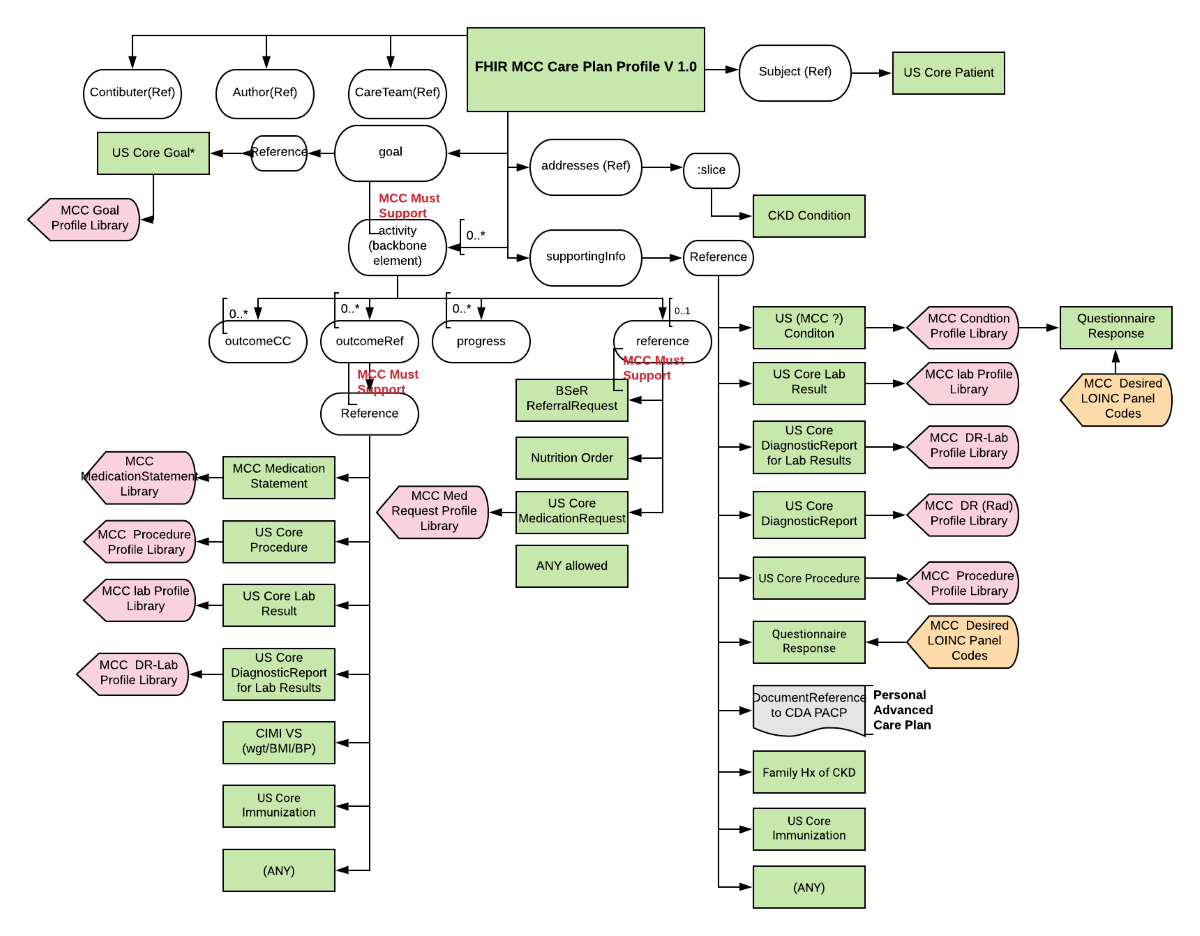 FHIR MCC Care Plan Profile V 1.0
Subject (Ref)
US Core Patient
Contibuter(Ref)
Author(Ref)
CareTeam(Ref)
US Core Goal*
Reference
goal
addresses (Ref)
:slice
MCC Goal
Profile Library
MCC Must
Support
CKD Condition
activity
(backbone
element)
0..*
supportingInfo
Reference
0..*
0..*
0..*
0..1
outcomeCC
outcomeRef
progress
reference
MCC Must
Support
MCC Must
Support
Reference
BSeR
ReferralRequest
Nutrition Order
US Core
MedicationRequest
MCC Med
Request Profile
Library
ANY allowed
MCC
MedicationStatement
Library
MCC Medication
Statement
MCC  Procedure
Profile Library
US Core
Procedure
MCC lab Profile
Library
US Core Lab
Result
MCC  DR-Lab
Profile Library
US Core
DiagnosticReport
for Lab Results
CIMI VS
(wgt/BMI/BP)
US Core
Immunization
(ANY)
US (MCC ?)
Conditon
MCC Condtion
Profile Library
Questionnaire
Response
US Core Lab
Result
MCC lab Profile
Library
MCC  Desired
LOINC Panel
Codes
US Core
DiagnosticReport
for Lab Results
MCC  DR-Lab
Profile Library
US Core
DiagnosticReport
MCC  DR (Rad)
Profile Library
US Core Procedure
MCC  Procedure
Profile Library
Questionnaire
Response
MCC  Desired
LOINC Panel
Codes
DocumentReference
to CDA PACP
Personal
Advanced
Care Plan
Family Hx of CKD
US Core
Immunization
(ANY)